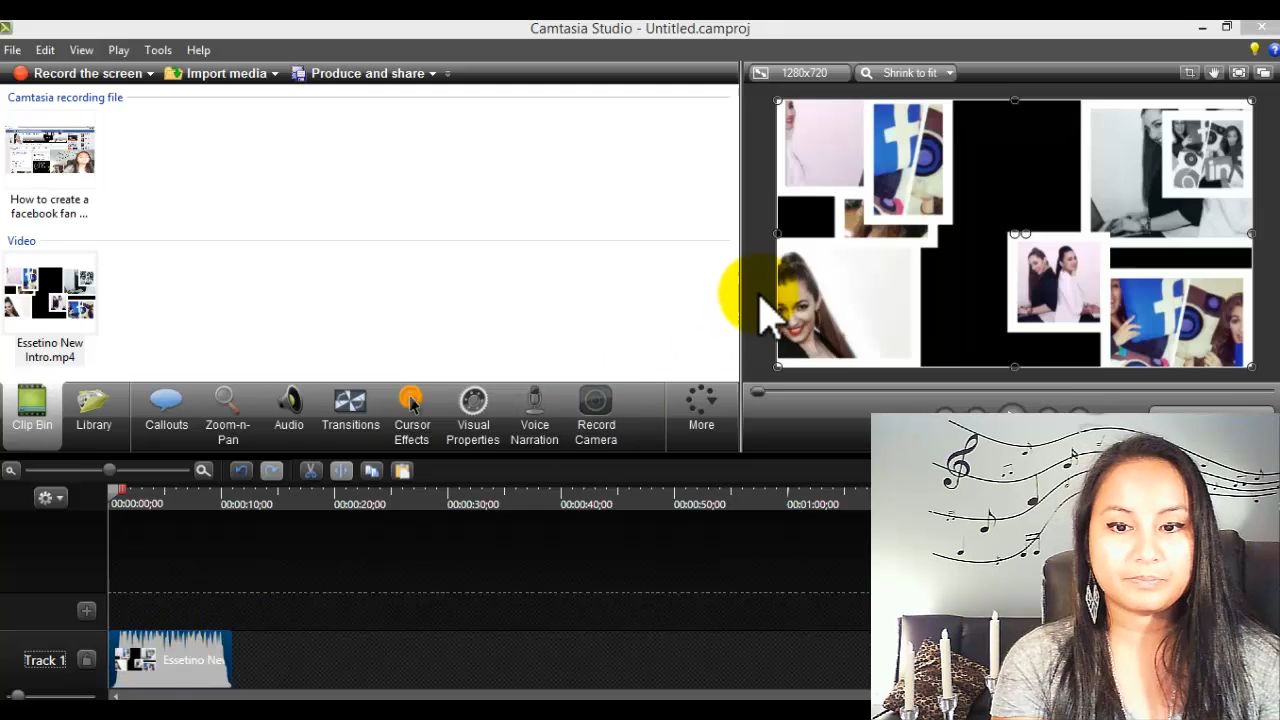 Camtasia Studio - Untitled.camproj
File Edit View Play Tools Help
Record the screen Import media Produce and share
1280x720 Shrink to fit
Camtasia recording file
How to create a
facebook fan ...
Video
Essetino New
Intro.mp4
Clip Bin
Library
Callouts
Zoom-n-
Pan
Audio
Transitions
Cursor
Effects
Visual
Properties
Voice
Narration
Record
Camera
More
00:00:00;00 00:00:10;00 00:00:20;00 00:00:30;00 00:00:40;00 00:00:50;00 00:01:00;00
Track 1
Essetino Ne